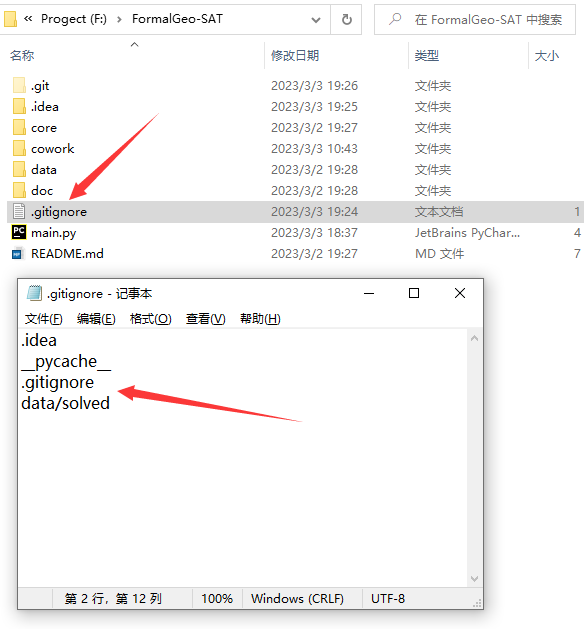 « Progect (F:) › FormalGeo-SAT
在 FormalGeo-SAT 中搜索
名称 修改日期 类型 大小
.git 2023/3/3 19:26 文件夹
.idea 2023/3/3 19:25 文件夹
core 2023/3/2 19:27 文件夹
cowork 2023/3/3 10:43 文件夹
data 2023/3/2 19:28 文件夹
doc 2023/3/2 19:28 文件夹
.gitignore 2023/3/3 19:24 文本文档 1
PC main.py 2023/3/3 18:37 JetBrains PyChar... 4
README.md 2023/3/2 19:27 MD 文件 7
.gitignore - 记事本
文件(F) 编辑(E) 格式(O) 查看(V) 帮助(H)
.idea
__pycache__
.gitignore
data/solved
第 2 行，第 12 列 100% Windows (CRLF) UTF-8